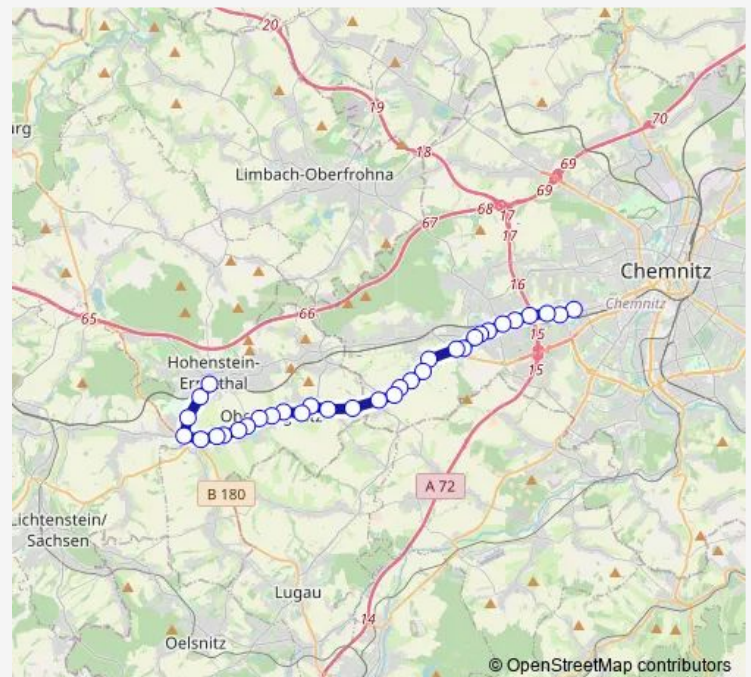 20
19
18
70
69
69
Limbach-Oberfrohna
68
17
17
67
16
Chemnitz
Chemnitz
66
65
15
15
Hohenstein-
B 180
A 72
Lichtenstein/
Sachsen
Lugau
14
Oelsnitz
© OpenStreetMap contributors